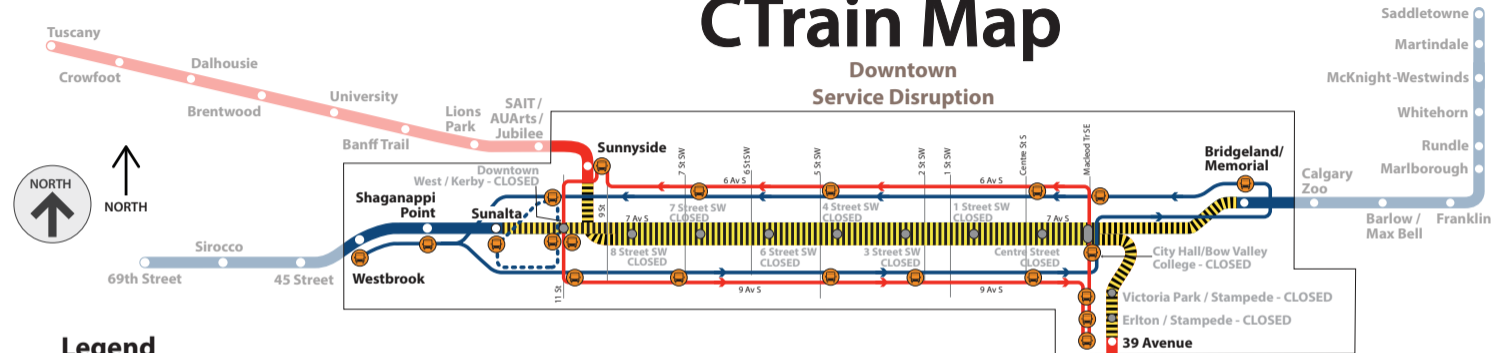 CTrain Map
Downtown
Service Disruption
Tuscany
Crowfoot
Dalhousie
Brentwood
University
Banff Trail
Lions
Park
SAIT /
AUArts /
Jubilee
Sunnyside
NORTH
NORTH
Downtown
West / Kerby - CLOSED
Shaganappi
Point
Sunalta
Westbrook
Sirocco
69th Street
45 Street
7 St SW
6 St SW
5 St SW
2 St SW
1 St SW
Centre St S
Macleod Tr SE
6 Av S
6 Av S
9 St
11 St
7 Street SW
CLOSED
4 Street SW
CLOSED
1 Street SW
CLOSED
7 Av S
7 Av S
8 Street SW
CLOSED
6 Street SW
CLOSED
3 Street SW
CLOSED
Centre Street
CLOSED
9 Av S
9 Av S
Bridgeland/
Memorial
Calgary
Zoo
Barlow /
Max Bell
Franklin
Saddletowne
Martindale
McKnight-Westwinds
Whitehorn
Rundle
Marlborough
City Hall/Bow Valley
College - CLOSED
Victoria Park / Stampede - CLOSED
Erlton / Stampede - CLOSED
39 Avenue
Legend